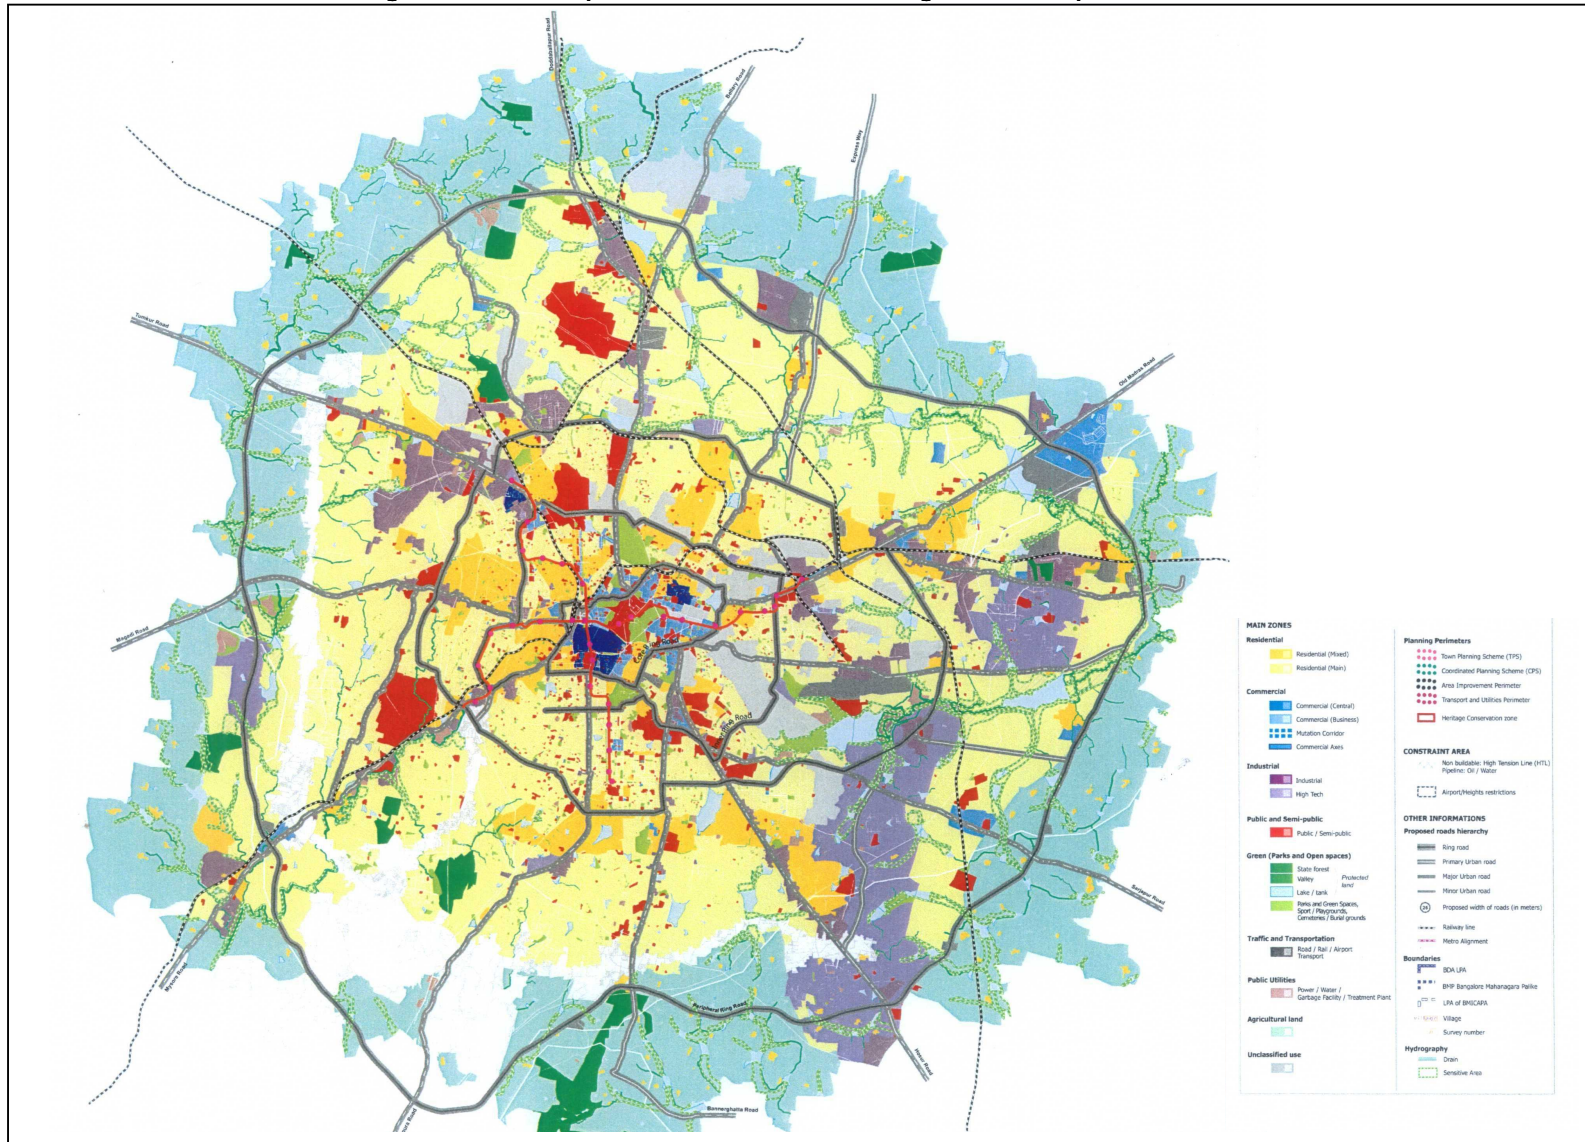 Doddaballapur Road
Bellary Road
Express Way
Tumkur Road
Old Madras Road
Magadi Road
Mysore Road
Sarjapur Road
Peripheral Ring Road
Hosur Road
Bannerghatte Road
MAIN ZONES
Residential
Residential (Mixed)
Residential (Main)
Commercial
Commercial (Central)
Commercial (Business)
Mutation Corridor
Commercial Axes
Industrial
Industrial
High Tech
Public and Semi-public
Public / Semi-public
Green (Parks and Open spaces)
State forest
Valley
Protected
land
Lake / tank
Parks and Green Spaces,
Sport / Playgrounds,
Cemeteries / Burial grounds
Traffic and Transportation
Road / Rail / Airport
Transport
Public Utilities
Power / Water /
Garbage Facility / Treatment Plant
Agricultural land
Unclassified use
Planning Perimeters
Town Planning Scheme (TPS)
Coordinated Planning Scheme (CPS)
Area Improvement Perimeter
Transport and Utilities Perimeter
Heritage Conservation zone
CONSTRAINT AREA
Non buildable: High Tension Line (HTL)
Pipeline: Oil / Water
Airport/Heights restrictions
OTHER INFORMATIONS
Proposed roads hierarchy
Ring road
Primary Urban road
Major Urban road
Minor Urban road
24
Proposed width of roads (in meters)
Railway line
Metro Alignment
Boundaries
BDA LPA
BMP Bangalore Mahanagara Palike
LPA of BMICAPA
Village
Survey number
Hydrography
Drain
Sensitive Area